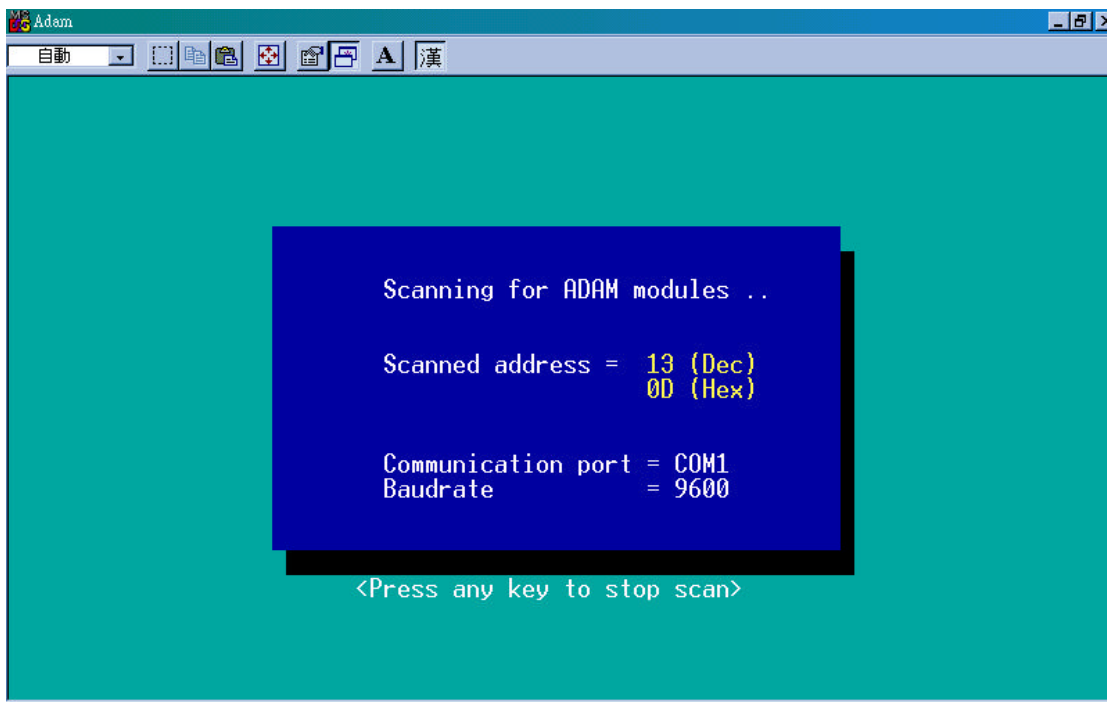 Adam
自動 A 漢
Scanning for ADAM modules ..
Scanned address = 13 (Dec)
0D (Hex)
Communication port = COM1
Baudrate = 9600
<Press any key to stop scan>